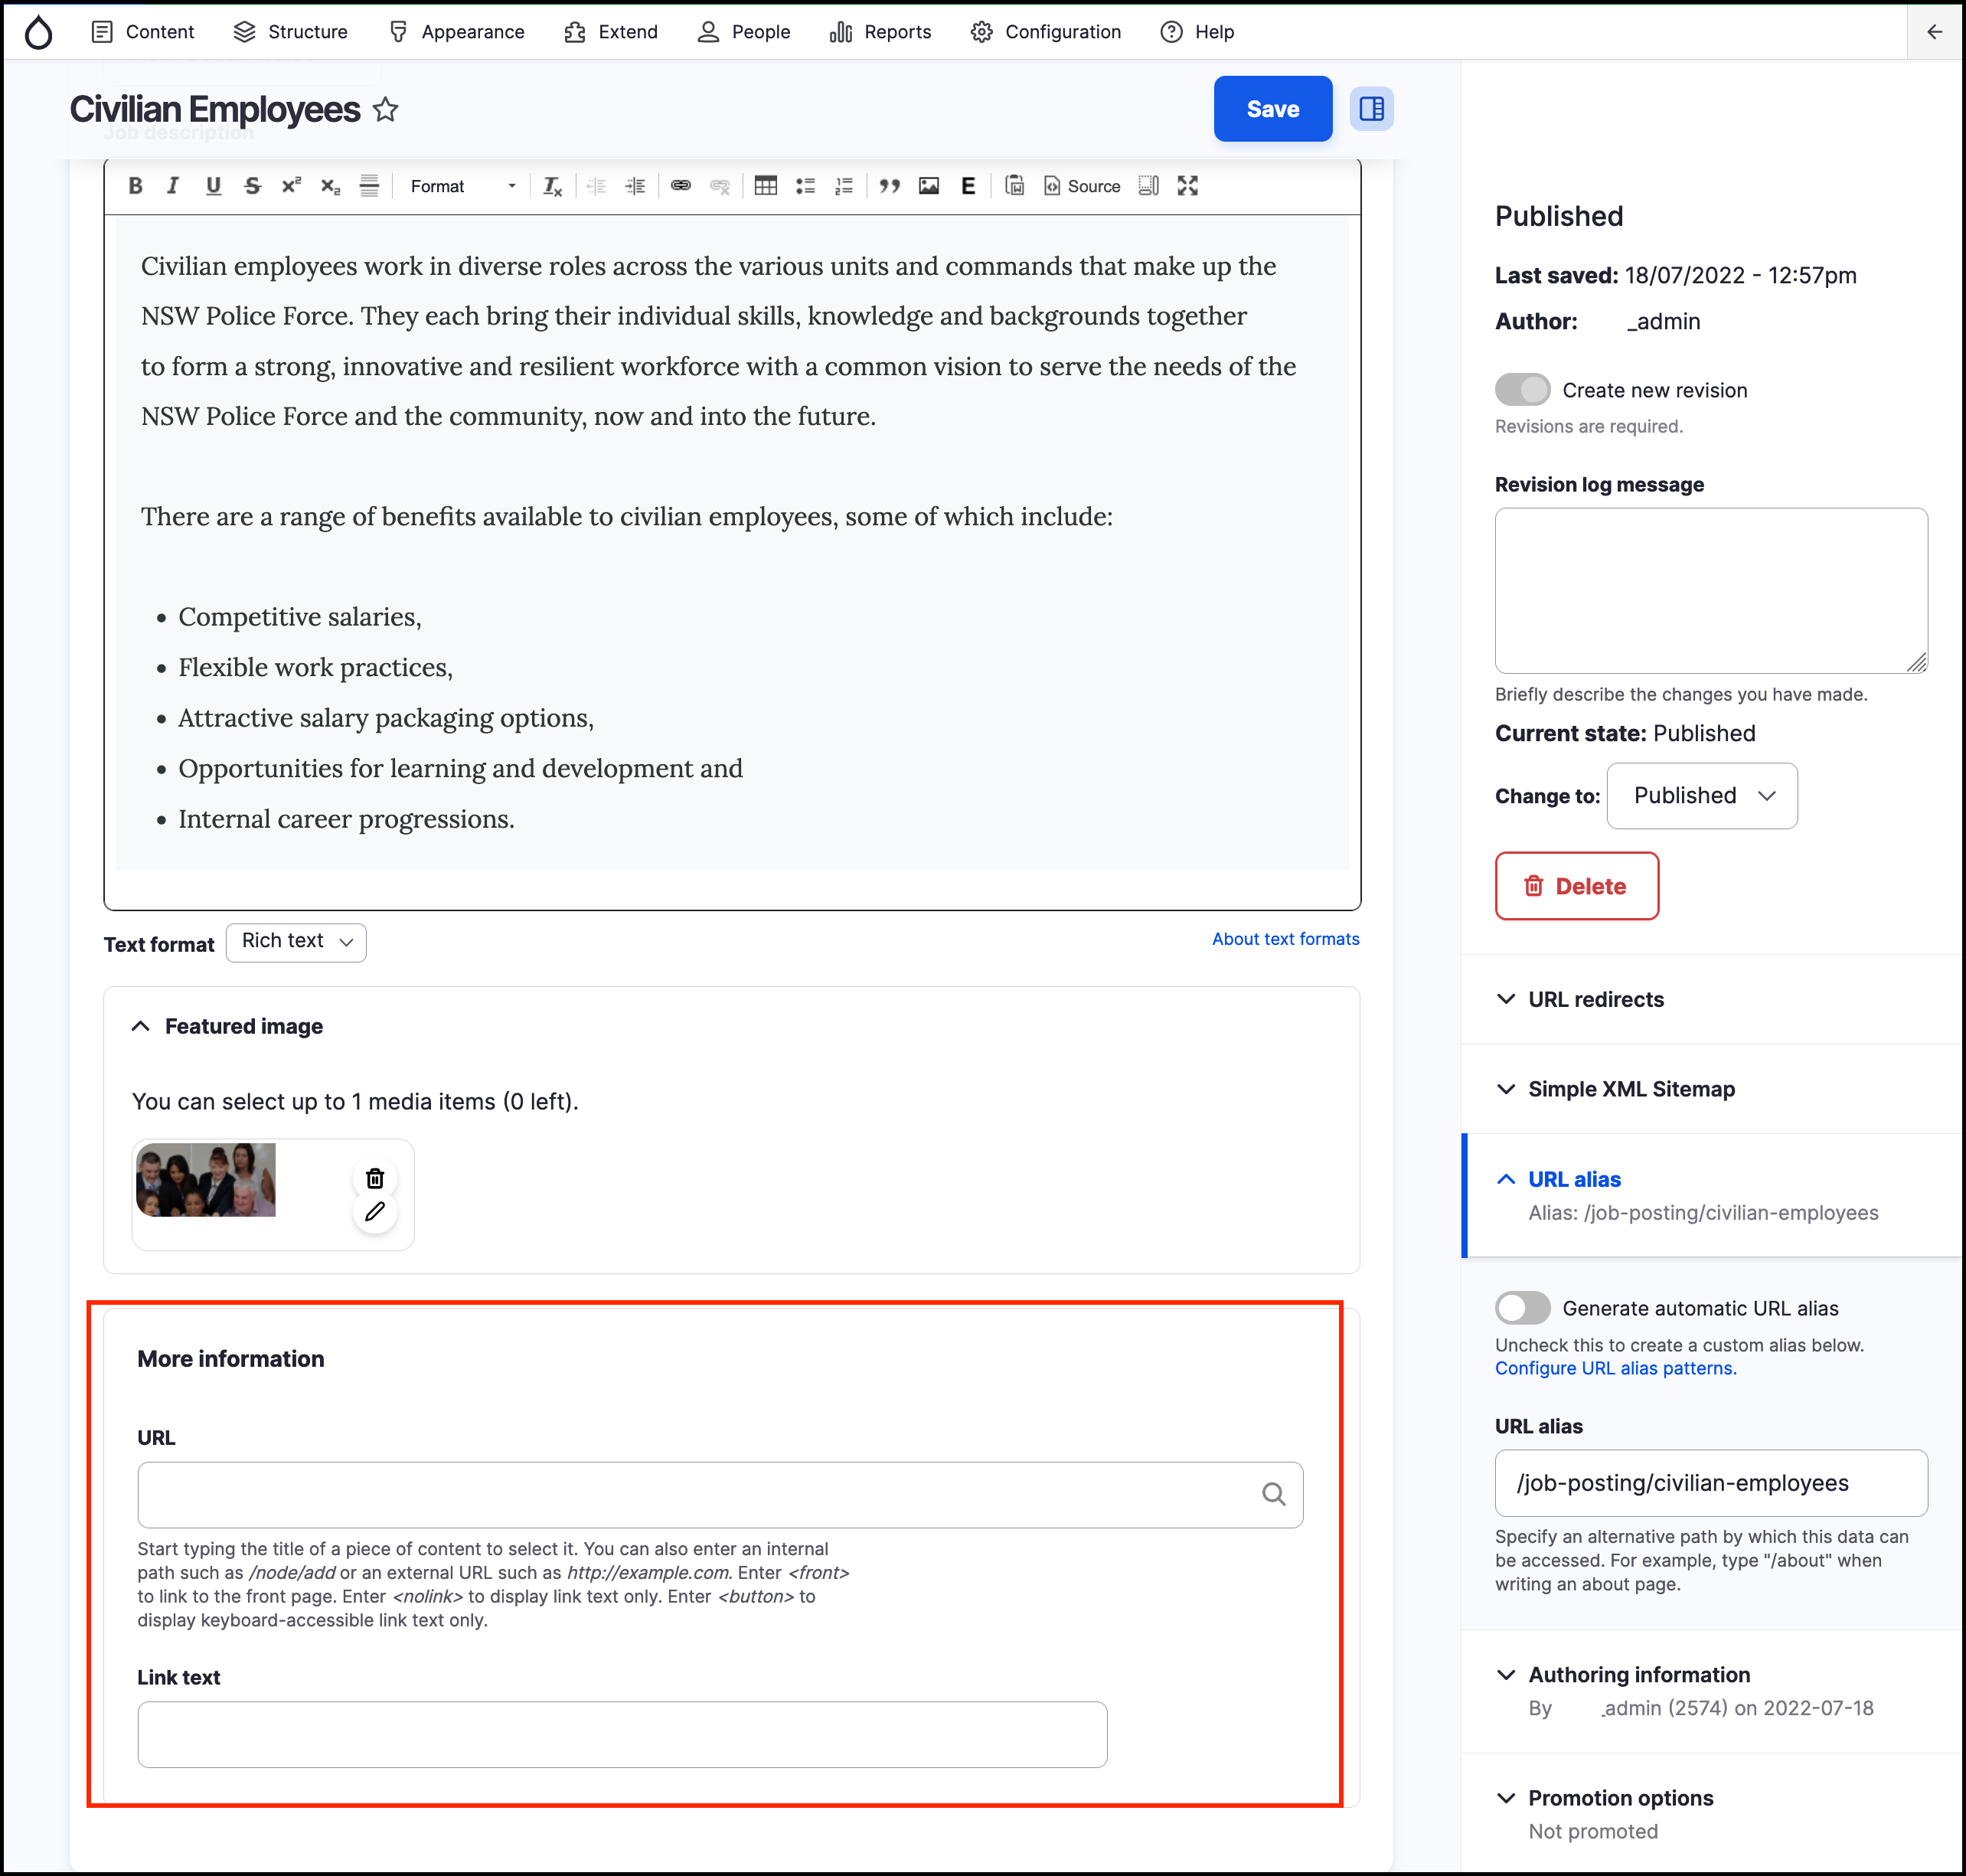 Content Structure Appearance Extend People Reports Configuration Help
Civilian Employees
Save
Job description
B I U S x² x₂ Format Tx E Source
Civilian employees work in diverse roles across the various units and commands that make up the
NSW Police Force. They each bring their individual skills, knowledge and backgrounds together
to form a strong, innovative and resilient workforce with a common vision to serve the needs of the
NSW Police Force and the community, now and into the future.
There are a range of benefits available to civilian employees, some of which include:
• Competitive salaries,
• Flexible work practices,
• Attractive salary packaging options,
• Opportunities for learning and development and
• Internal career progressions.
Text format Rich text
About text formats
Featured image
You can select up to 1 media items (0 left).
More information
URL
Start typing the title of a piece of content to select it. You can also enter an internal
path such as /node/add or an external URL such as http://example.com. Enter <front>
to link to the front page. Enter <nolink> to display link text only. Enter <button> to
display keyboard-accessible link text only.
Link text
Published
Last saved: 18/07/2022 - 12:57pm
Author: _admin
Create new revision
Revisions are required.
Revision log message
Briefly describe the changes you have made.
Current state: Published
Change to: Published
Delete
URL redirects
Simple XML Sitemap
URL alias
Alias: /job-posting/civilian-employees
Generate automatic URL alias
Uncheck this to create a custom alias below.
Configure URL alias patterns.
URL alias
/job-posting/civilian-employees
Specify an alternative path by which this data can
be accessed. For example, type "/about" when
writing an about page.
Authoring information
By _admin (2574) on 2022-07-18
Promotion options
Not promoted